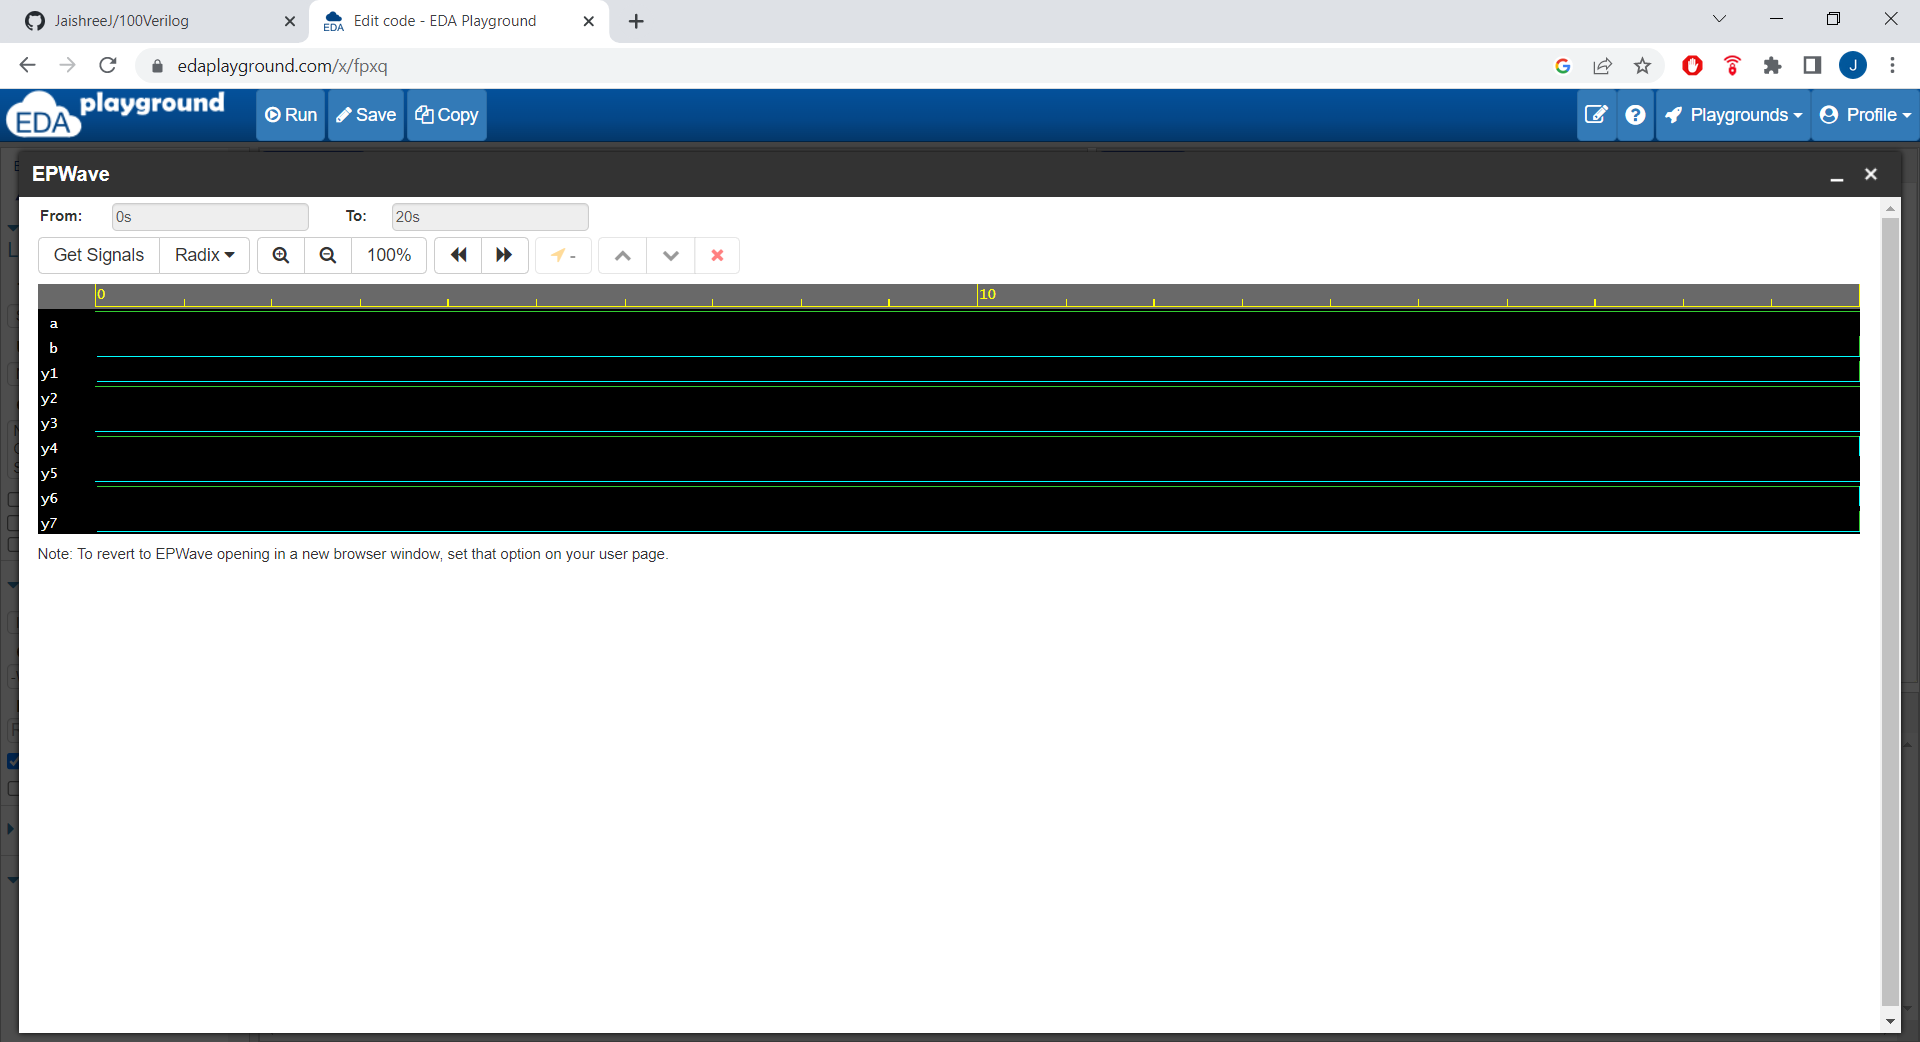 JaishreeJ/100Verilog
Edit code - EDA Playground
edaplayground.com/x/fpxq
EDA playground
Run
Save
Copy
Playgrounds
Profile
EPWave
From:
0s
To:
20s
Get Signals
Radix
100%
-
0
10
a
b
y1
y2
y3
y4
y5
y6
y7
Note: To revert to EPWave opening in a new browser window, set that option on your user page.